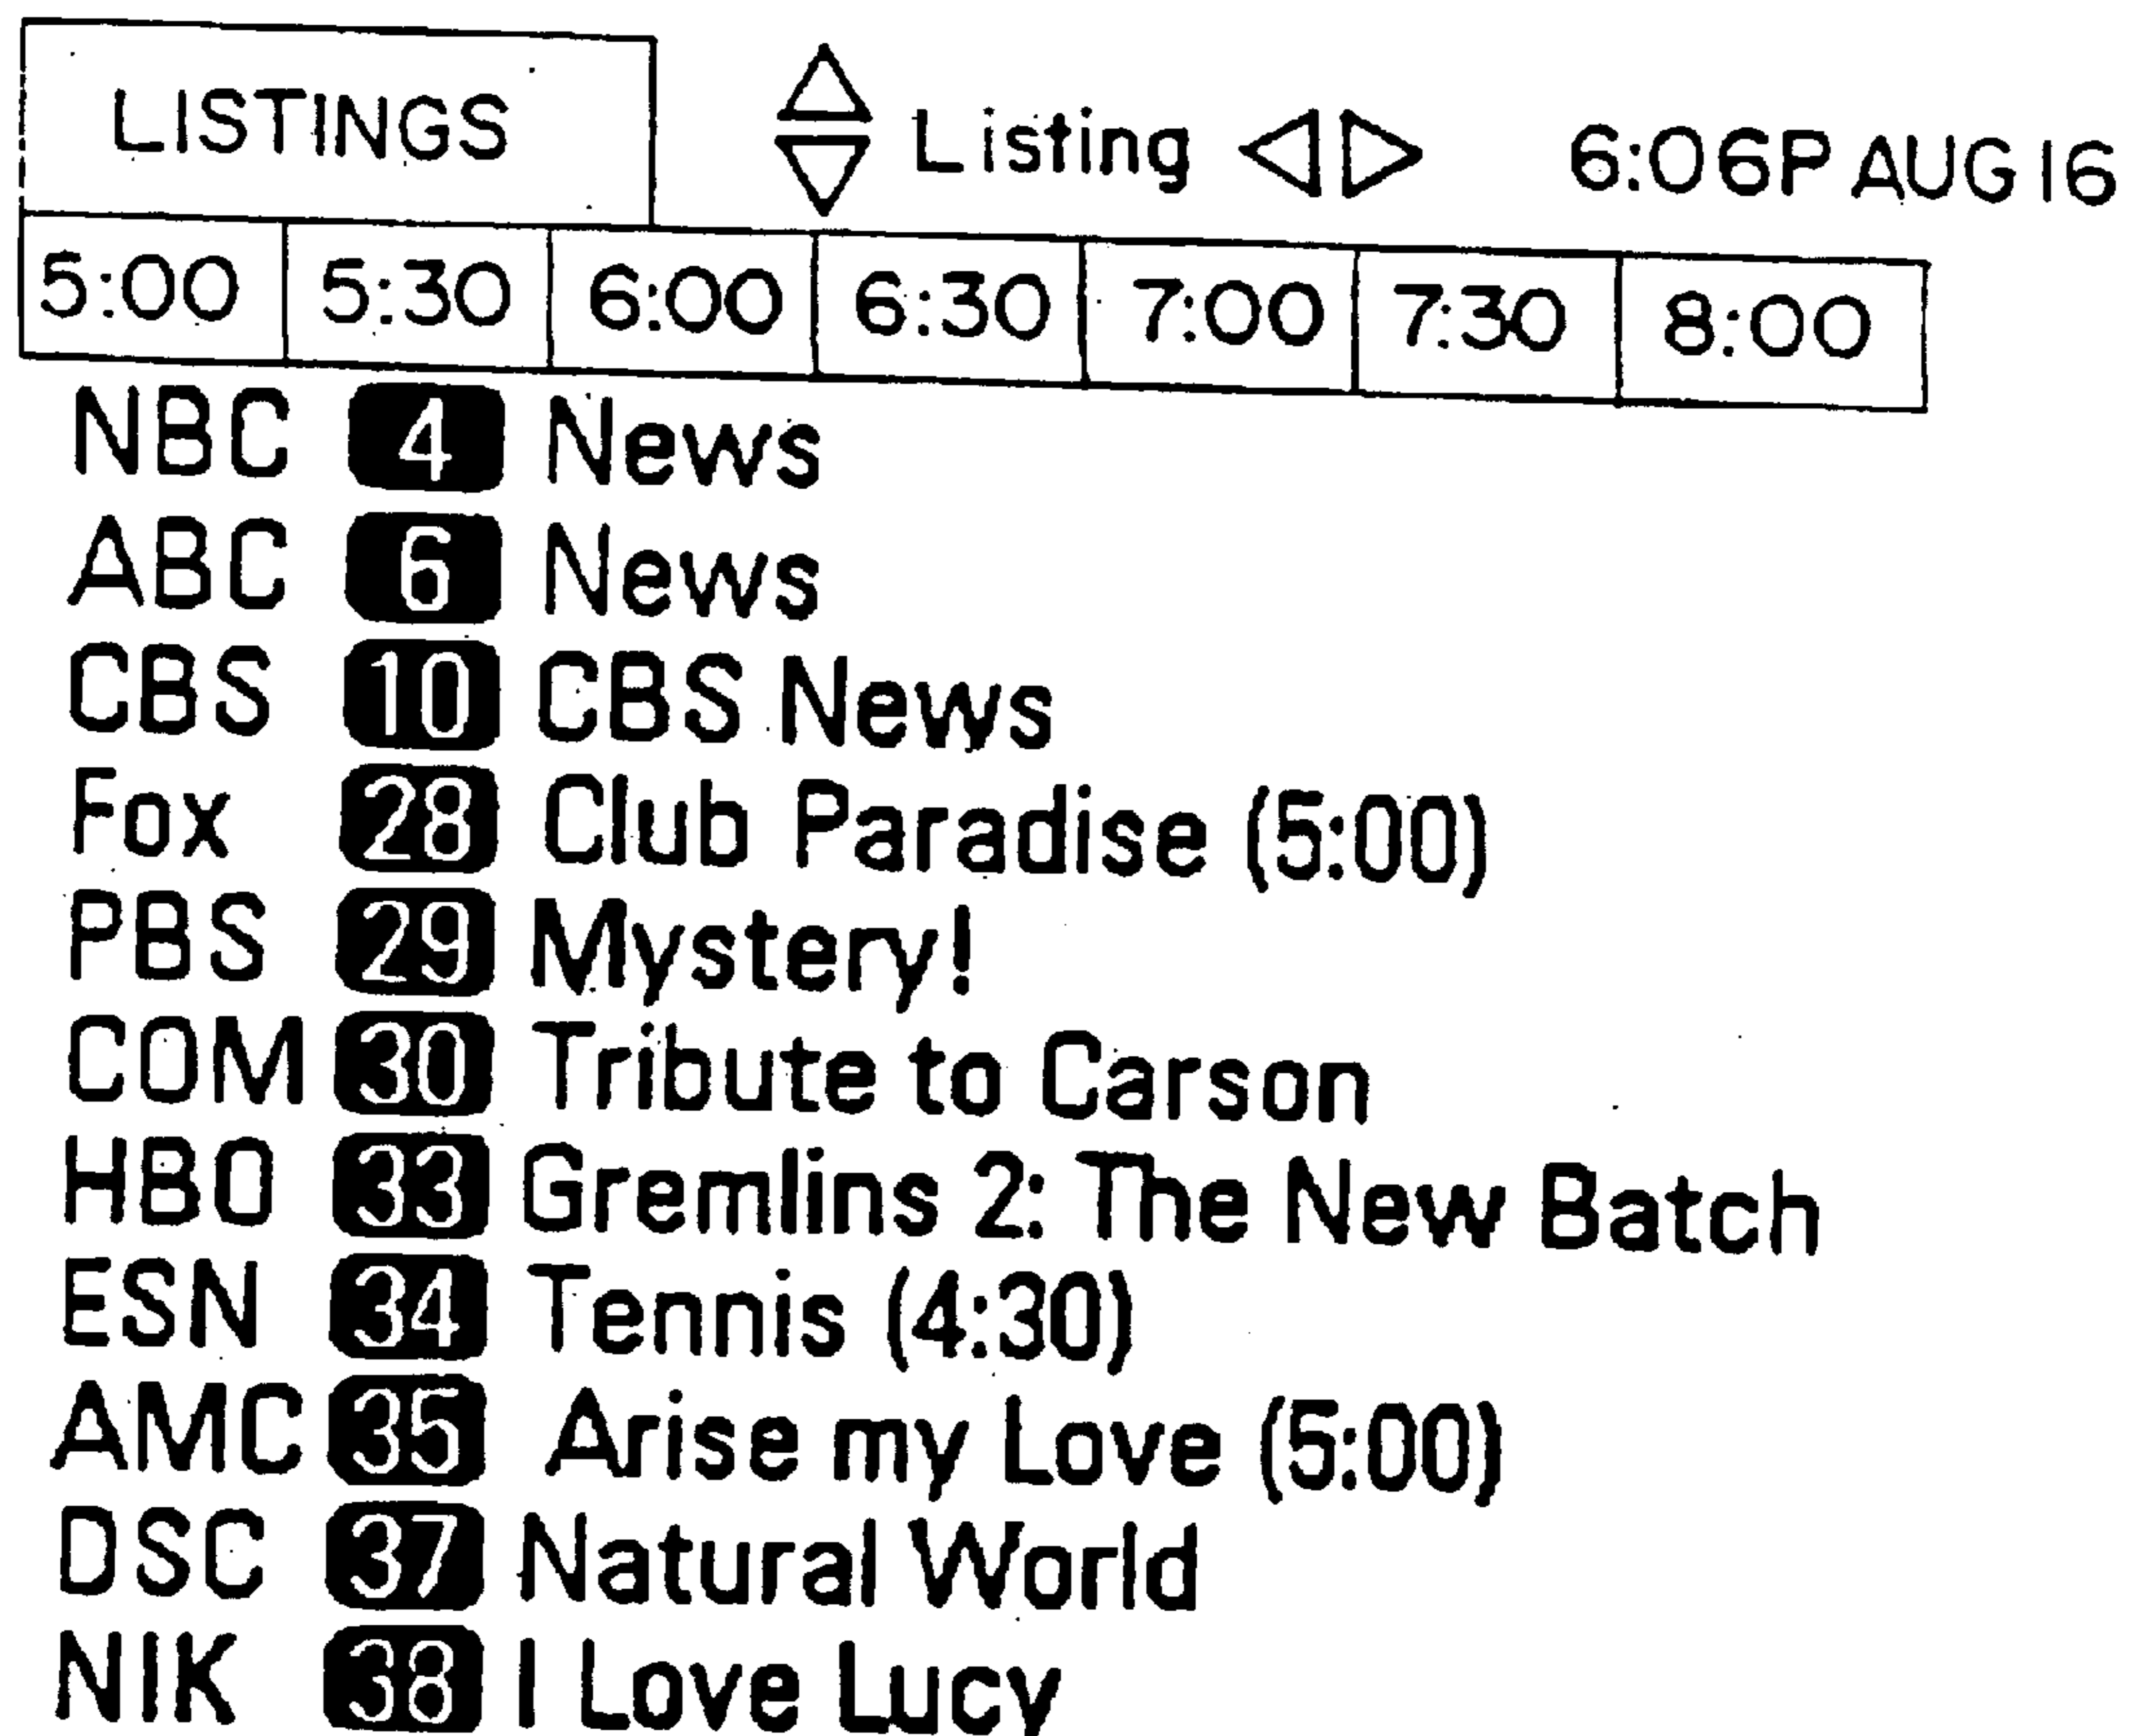 LISTINGS Listing 6:06P AUG 16
5:00 5:30 6:00 6:30 7:00 7:30 8:00
NBC 4 News
ABC 6 News
CBS 10 CBS News
Fox 28 Club Paradise (5:00)
PBS 29 Mystery!
COM 30 Tribute to Carson
HBO 33 Gremlins 2: The New Batch
ESN 34 Tennis (4:30)
AMC 35 Arise my Love (5:00)
DSC 37 Natural World
NIK 38 I Love Lucy